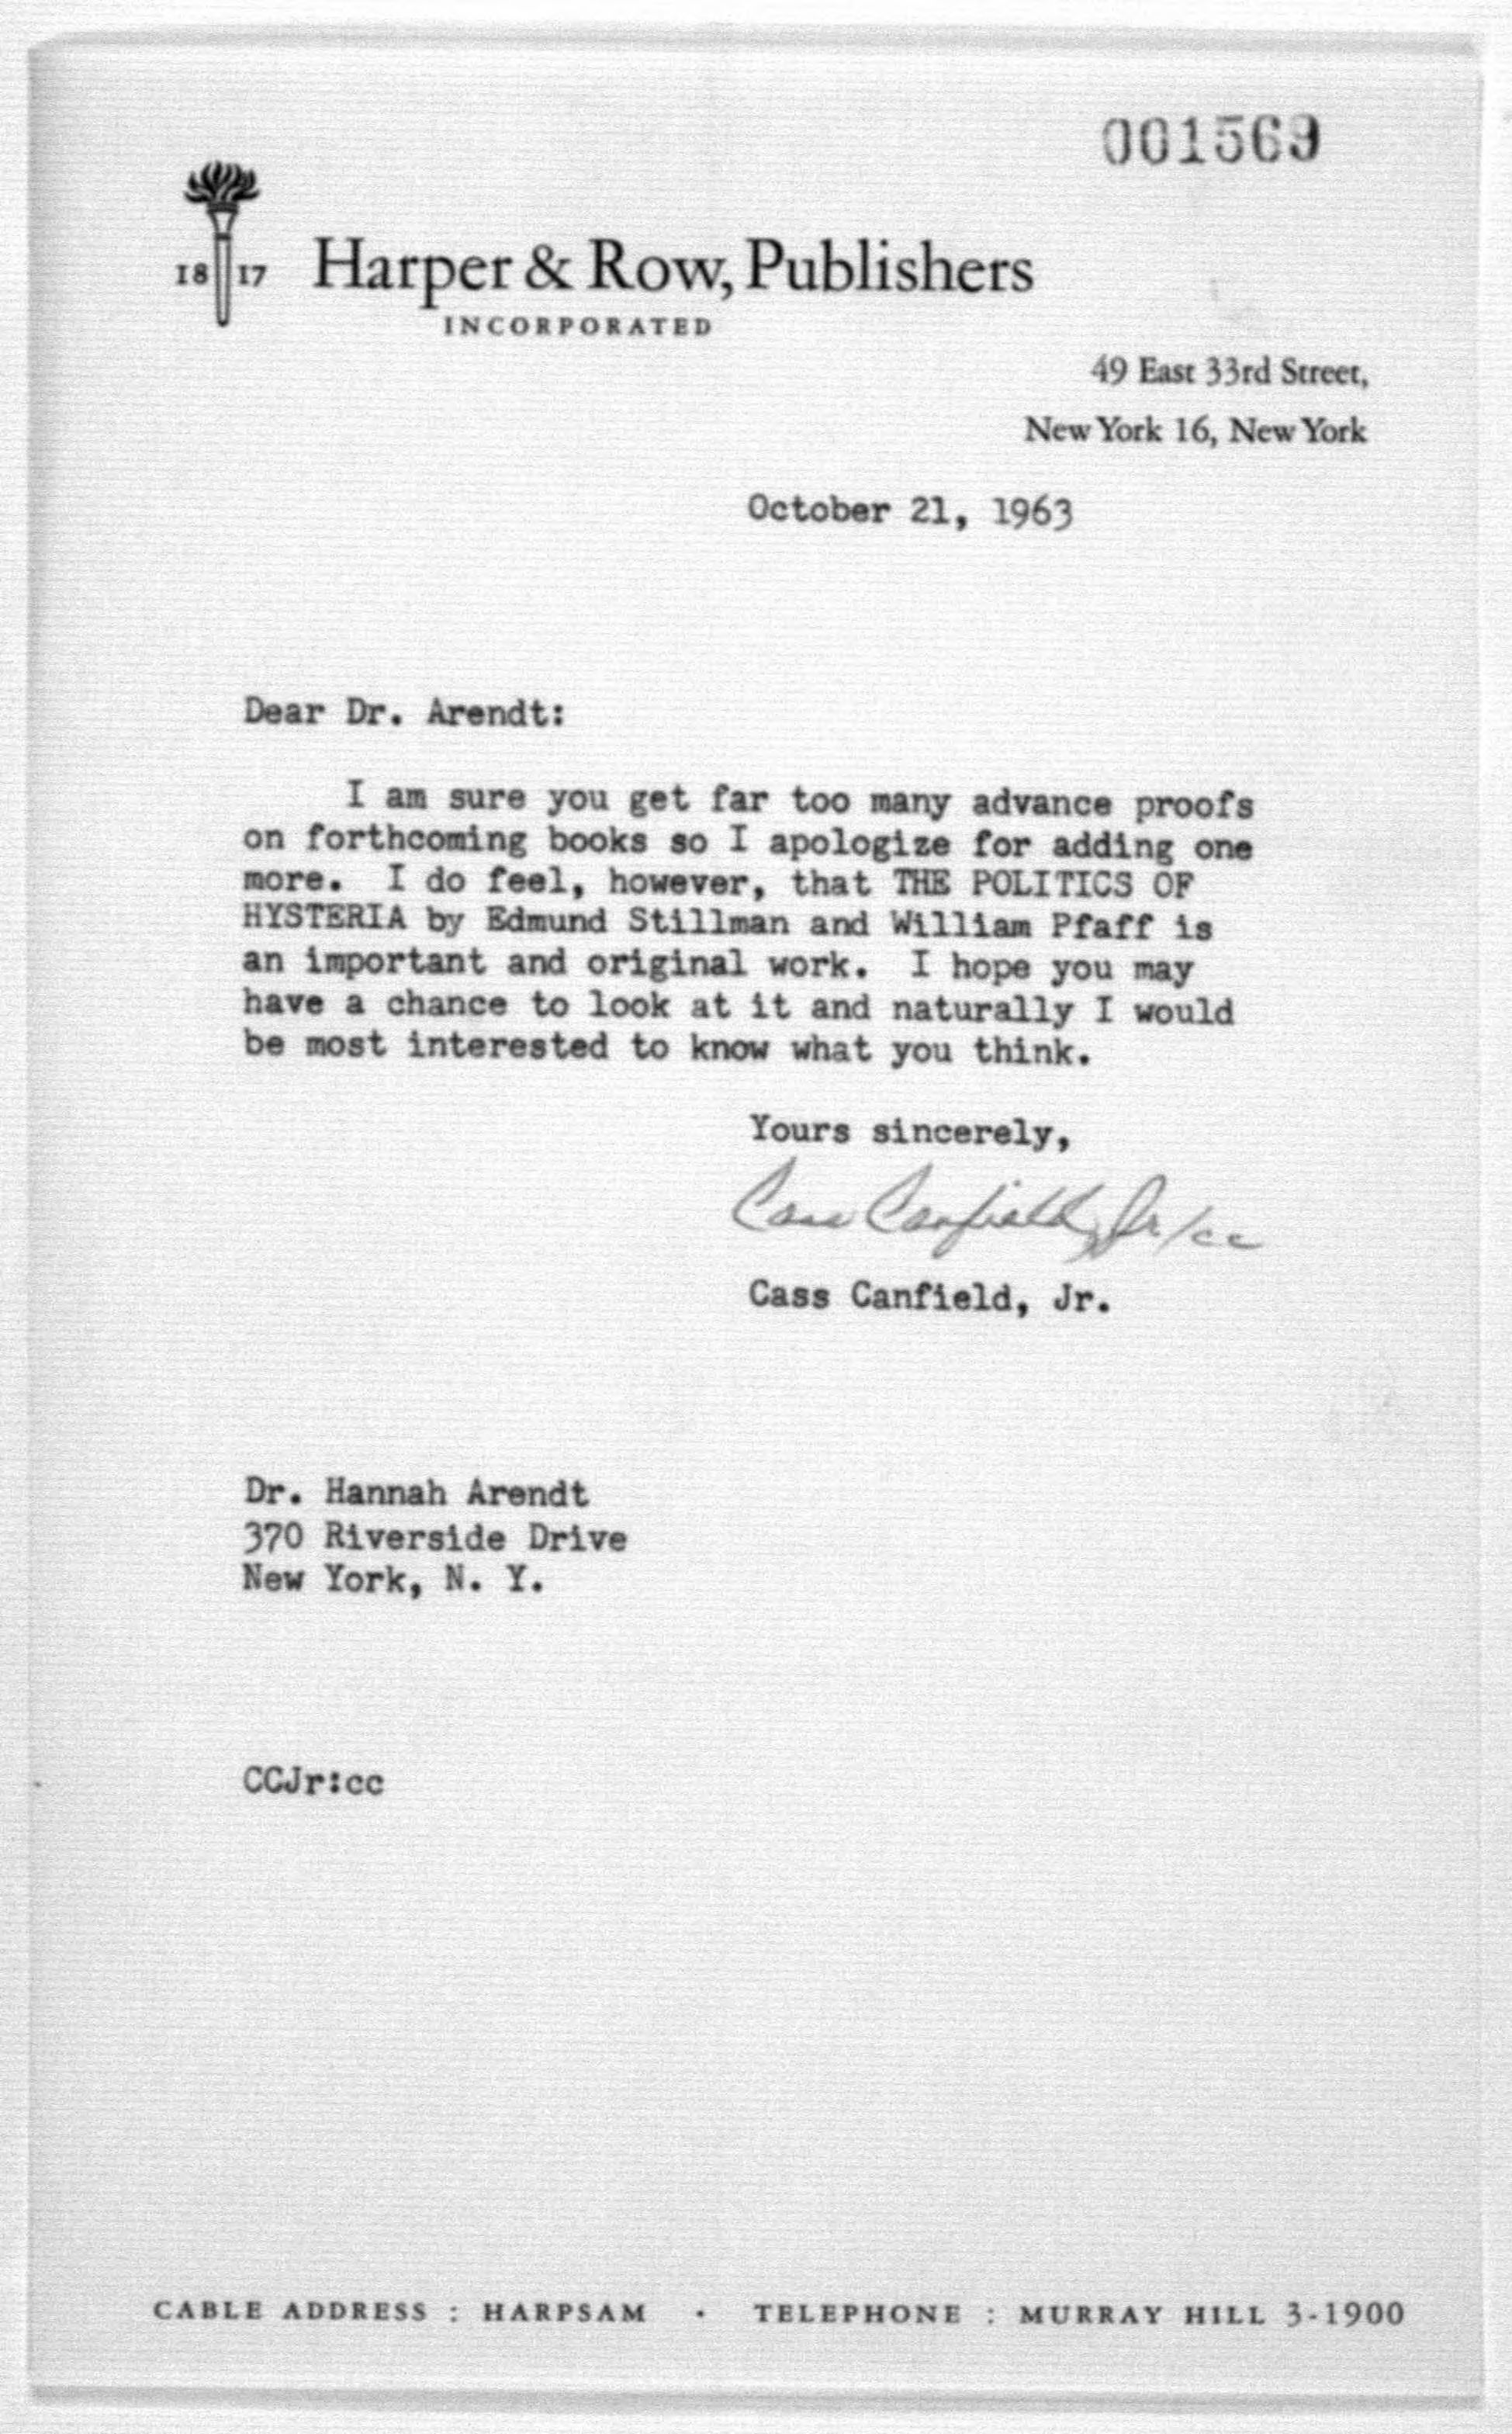 001569
18 17 Harper & Row, Publishers
INCORPORATED
49 East 33rd Street,
New York 16, New York
October 21, 1963
Dear Dr. Arendt:
I am sure you get far too many advance proofs
on forthcoming books so I apologize for adding one
more. I do feel, however, that THE POLITICS OF
HYSTERIA by Edmund Stillman and William Pfaff is
an important and original work. I hope you may
have a chance to look at it and naturally I would
be most interested to know what you think.
Yours sincerely,
Cass Canfield, Jr/cc
Cass Canfield, Jr.
Dr. Hannah Arendt
370 Riverside Drive
New York, N. Y.
CCJr:cc
CABLE ADDRESS : HARPSAM · TELEPHONE : MURRAY HILL 3-1900